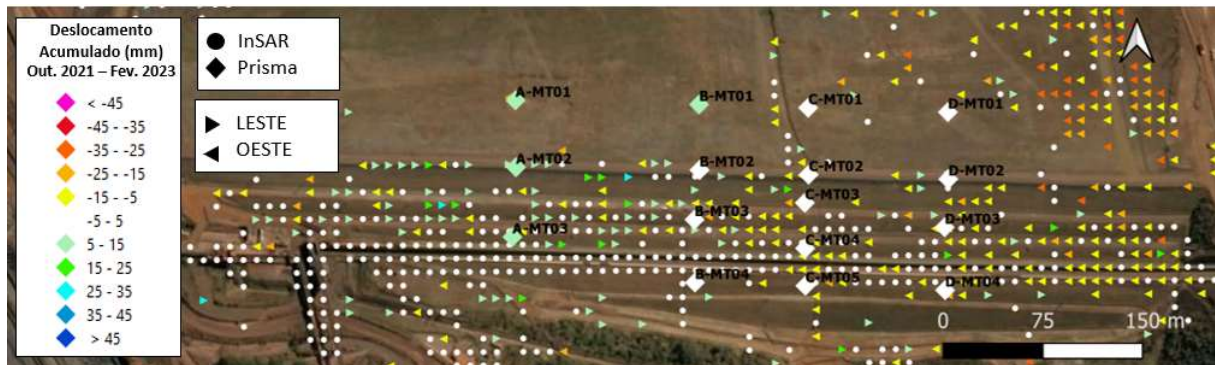 Deslocamento
Acumulado (mm)
Out. 2021 – Fev. 2023
< -45
-45 - -35
-35 - -25
-25 - -15
-15 - -5
-5 - 5
5 - 15
15 - 25
25 - 35
35 - 45
> 45
InSAR
Prisma
LESTE
OESTE
A-MT01
B-MT01
C-MT01
D-MT01
A-MT02
B-MT02
C-MT02
D-MT02
C-MT03
B-MT03
D-MT03
A-MT03
C-MT04
B-MT04
C-MT05
D-MT04
0 75 150 m